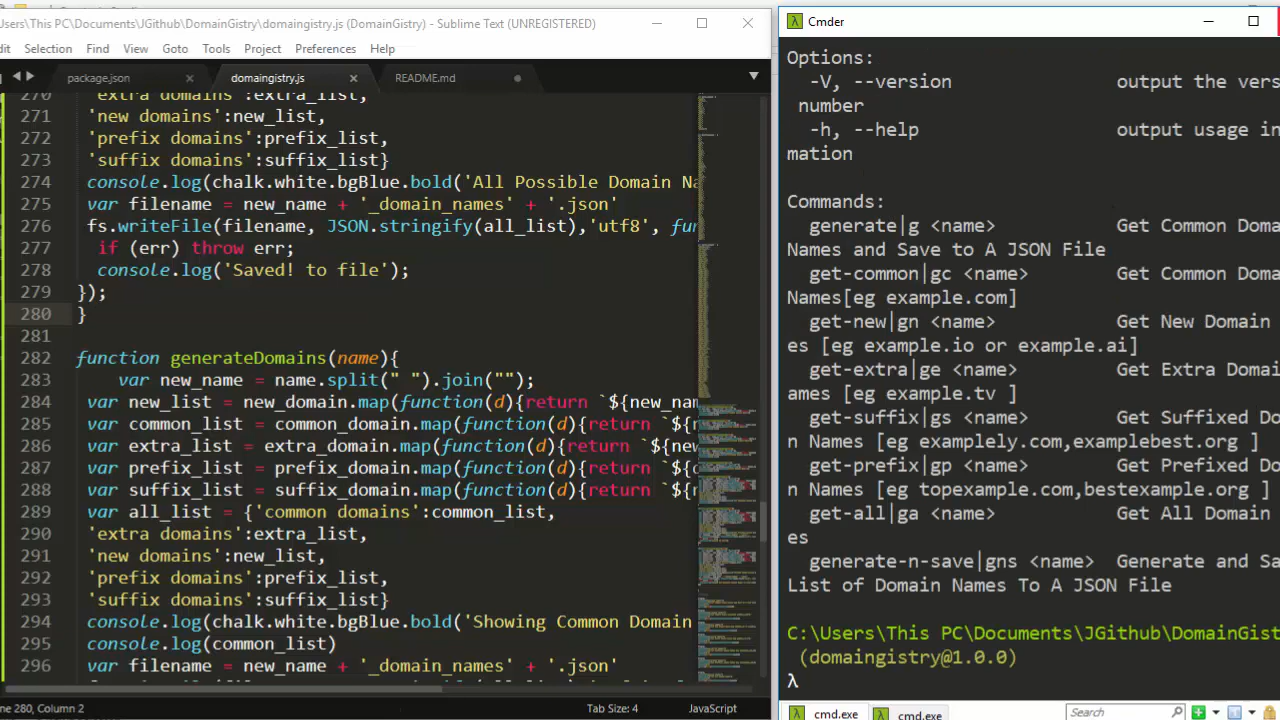 Users\This PC\Documents\JGithub\DomainGistry\domaingistry.js (DomainGistry) - Sublime Text (UNREGISTERED)
Selection Find View Goto Tools Project Preferences Help
package.json domaingistry.js README.md
270 'extra domains':extra_list,
271 'new domains':new_list,
272 'prefix domains':prefix_list,
273 'suffix domains':suffix_list}
274 console.log(chalk.white.bgBlue.bold('All Possible Domain Na
275 var filename = new_name + '_domain_names' + '.json'
276 fs.writeFile(filename, JSON.stringify(all_list),'utf8', fu
277 if (err) throw err;
278 console.log('Saved! to file');
279 });
280 }
281
282 function generateDomains(name){
283 var new_name = name.split(" ").join("");
284 var new_list = new_domain.map(function(d){return `${new_nam
285 var common_list = common_domain.map(function(d){return `${
286 var extra_list = extra_domain.map(function(d){return `${new
287 var prefix_list = prefix_domain.map(function(d){return `${
288 var suffix_list = suffix_domain.map(function(d){return `${n
289 var all_list = {'common domains':common_list,
290 'extra domains':extra_list,
291 'new domains':new_list,
292 'prefix domains':prefix_list,
293 'suffix domains':suffix_list}
294 console.log(chalk.white.bgBlue.bold('Showing Common Domain
295 console.log(common_list)
296 var filename = new_name + '_domain_names' + '.json'
ine 280, Column 2 Tab Size: 4 JavaScript
Cmder
Options:
-V, --version output the vers
number
-h, --help output usage in
mation
Commands:
generate|g <name> Get Common Doma
Names and Save to A JSON File
get-common|gc <name> Get Common Doma
Names[eg example.com]
get-new|gn <name> Get New Domain
es [eg example.io or example.ai]
get-extra|ge <name> Get Extra Domai
ames [eg example.tv ]
get-suffix|gs <name> Get Suffixed Do
n Names [eg examplely.com,examplebest.org ]
get-prefix|gp <name> Get Prefixed Do
n Names [eg topexample.com,bestexample.org ]
get-all|ga <name> Get All Domain
es
generate-n-save|gns <name> Generate and Sa
List of Domain Names To A JSON File
C:\Users\This PC\Documents\JGithub\DomainGist
(domaingistry@1.0.0)
λ
cmd.exe cmd.exe Search